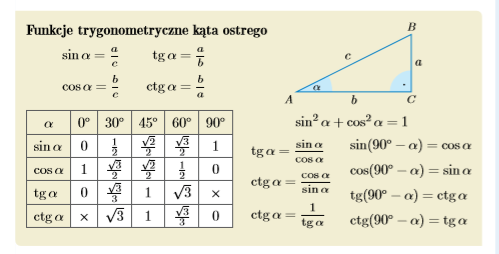 Funkcje trygonometryczne kąta ostrego
sin α = a/c    tg α = a/b
cos α = b/c    ctg α = b/a
α 0° 30° 45° 60° 90°
sin α 0 1/2 √2/2 √3/2 1
cos α 1 √3/2 √2/2 1/2 0
tg α 0 √3/3 1 √3 ×
ctg α × √3 1 √3/3 0
B
c a
α
A b C
sin² α + cos² α = 1
tg α = sin α/cos α
ctg α = cos α/sin α
ctg α = 1/tg α
sin(90° − α) = cos α
cos(90° − α) = sin α
tg(90° − α) = ctg α
ctg(90° − α) = tg α